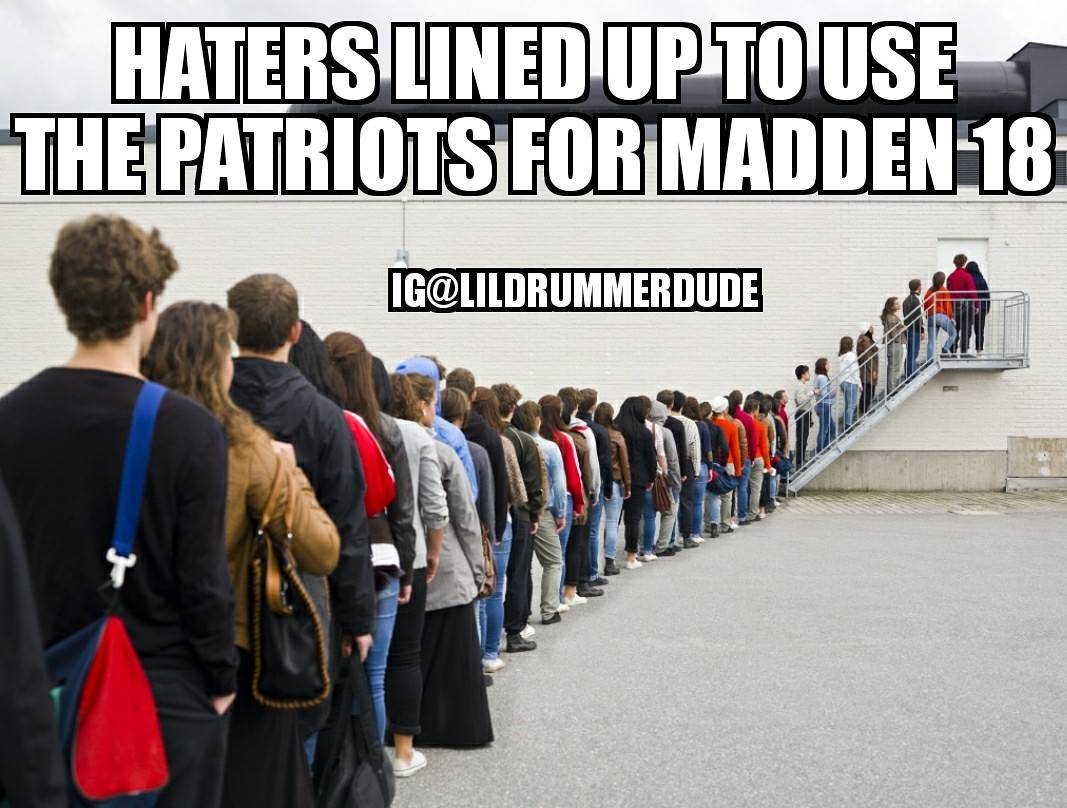 HATERS LINED UP TO USE
THE PATRIOTS FOR MADDEN 18
IG@LILDRUMMERDUDE